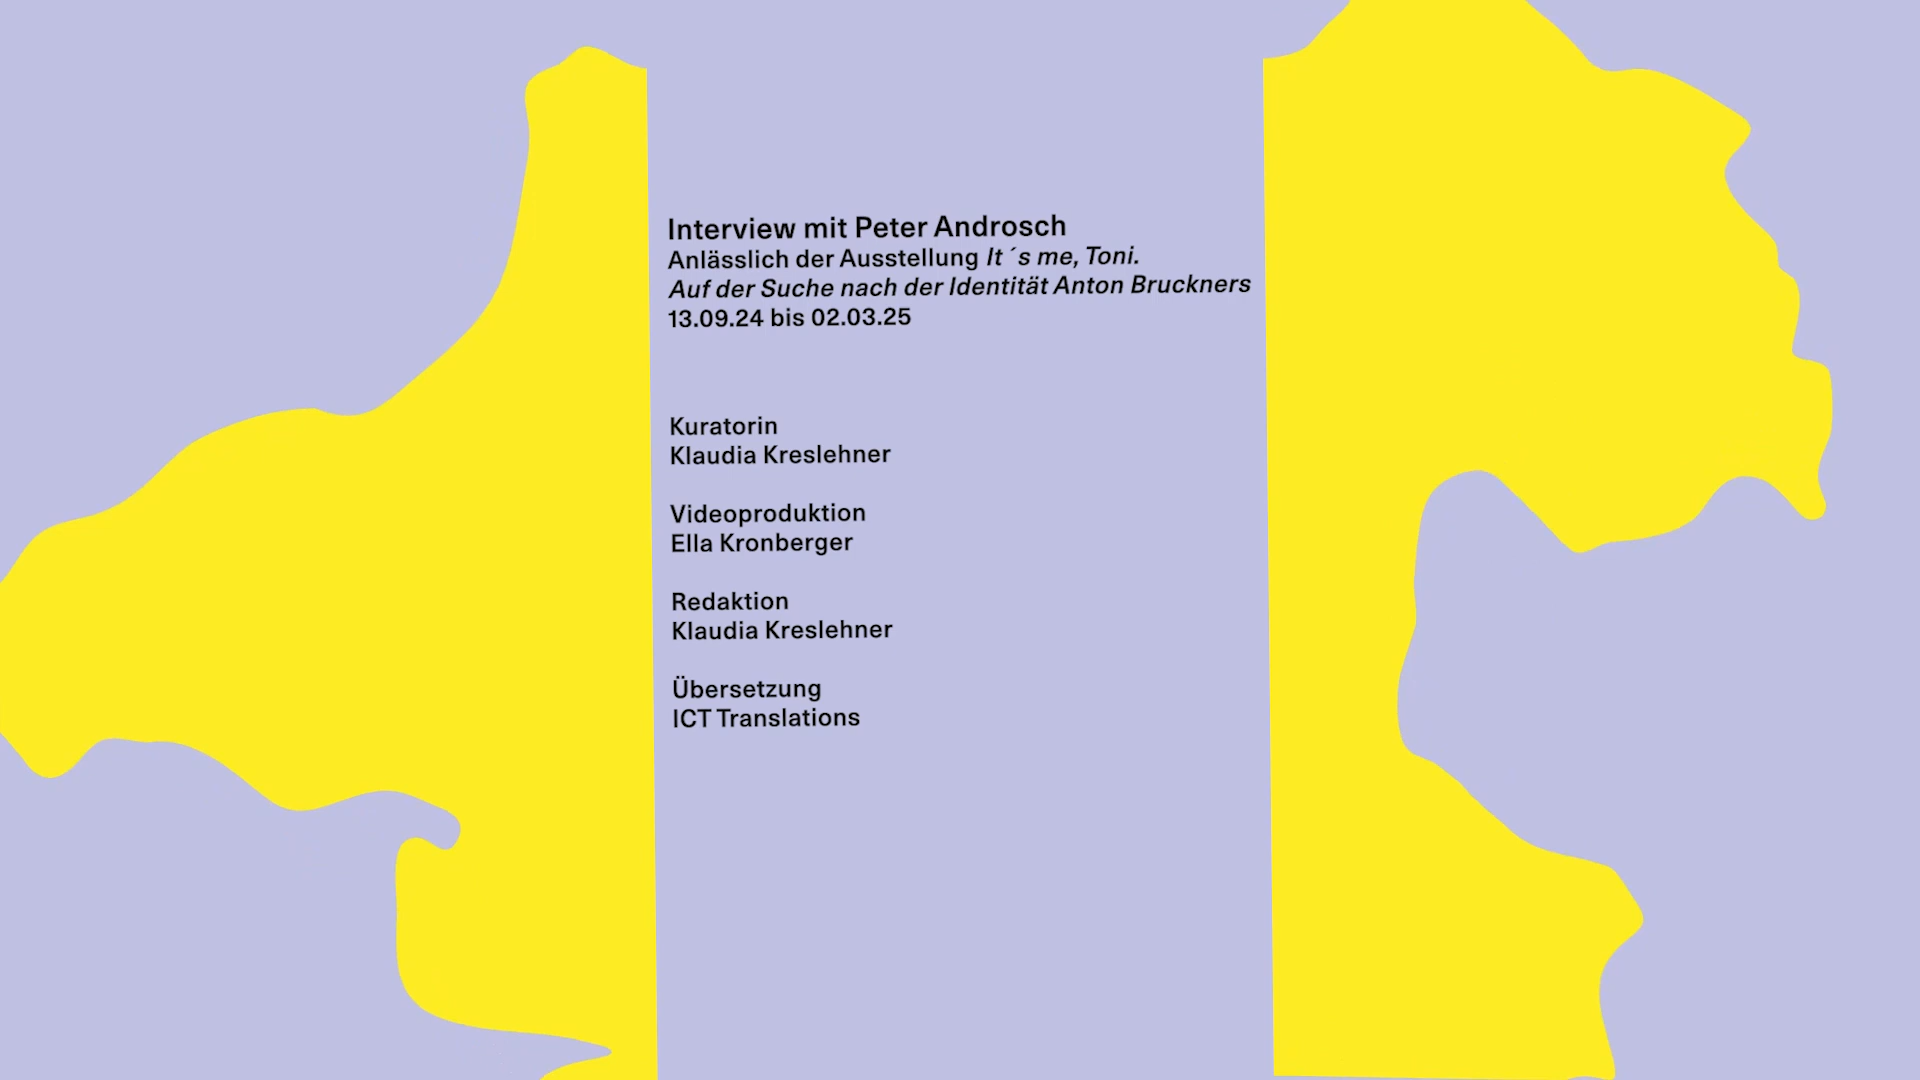 Interview mit Peter Androsch
Anlässlich der Ausstellung It ´s me, Toni.
Auf der Suche nach der Identität Anton Bruckners
13.09.24 bis 02.03.25
Kuratorin
Klaudia Kreslehner
Videoproduktion
Ella Kronberger
Redaktion
Klaudia Kreslehner
Übersetzung
ICT Translations